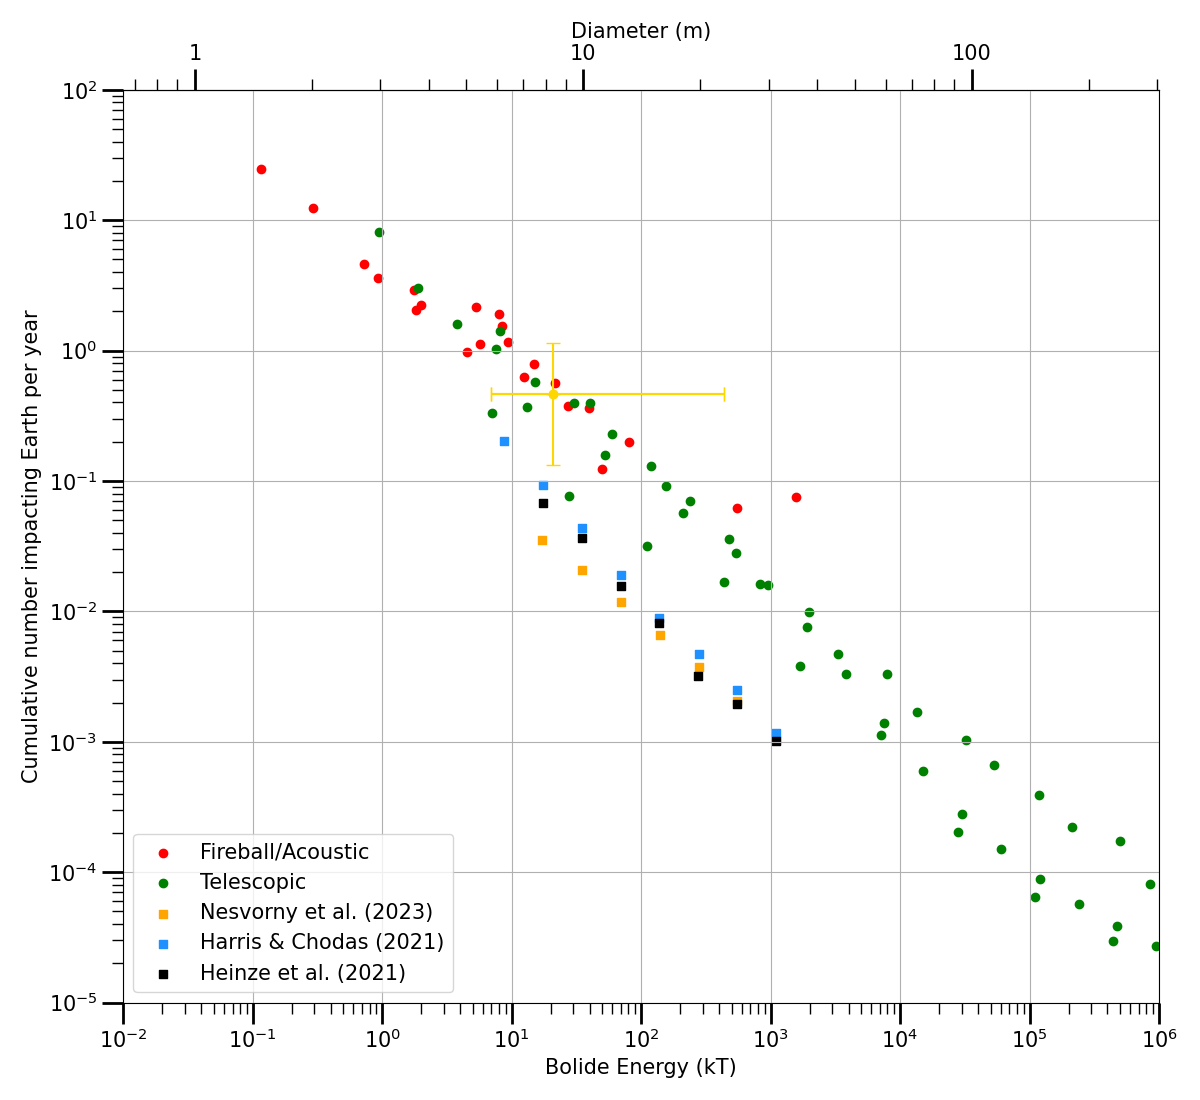 Diameter (m)
1 10 100
10² 
10¹
10⁰
10⁻¹
10⁻²
10⁻³
10⁻⁴
10⁻⁵
Cumulative number impacting Earth per year
Fireball/Acoustic
Telescopic
Nesvorny et al. (2023)
Harris & Chodas (2021)
Heinze et al. (2021)
10⁻² 10⁻¹ 10⁰ 10¹ 10² 10³ 10⁴ 10⁵ 10⁶
Bolide Energy (kT)